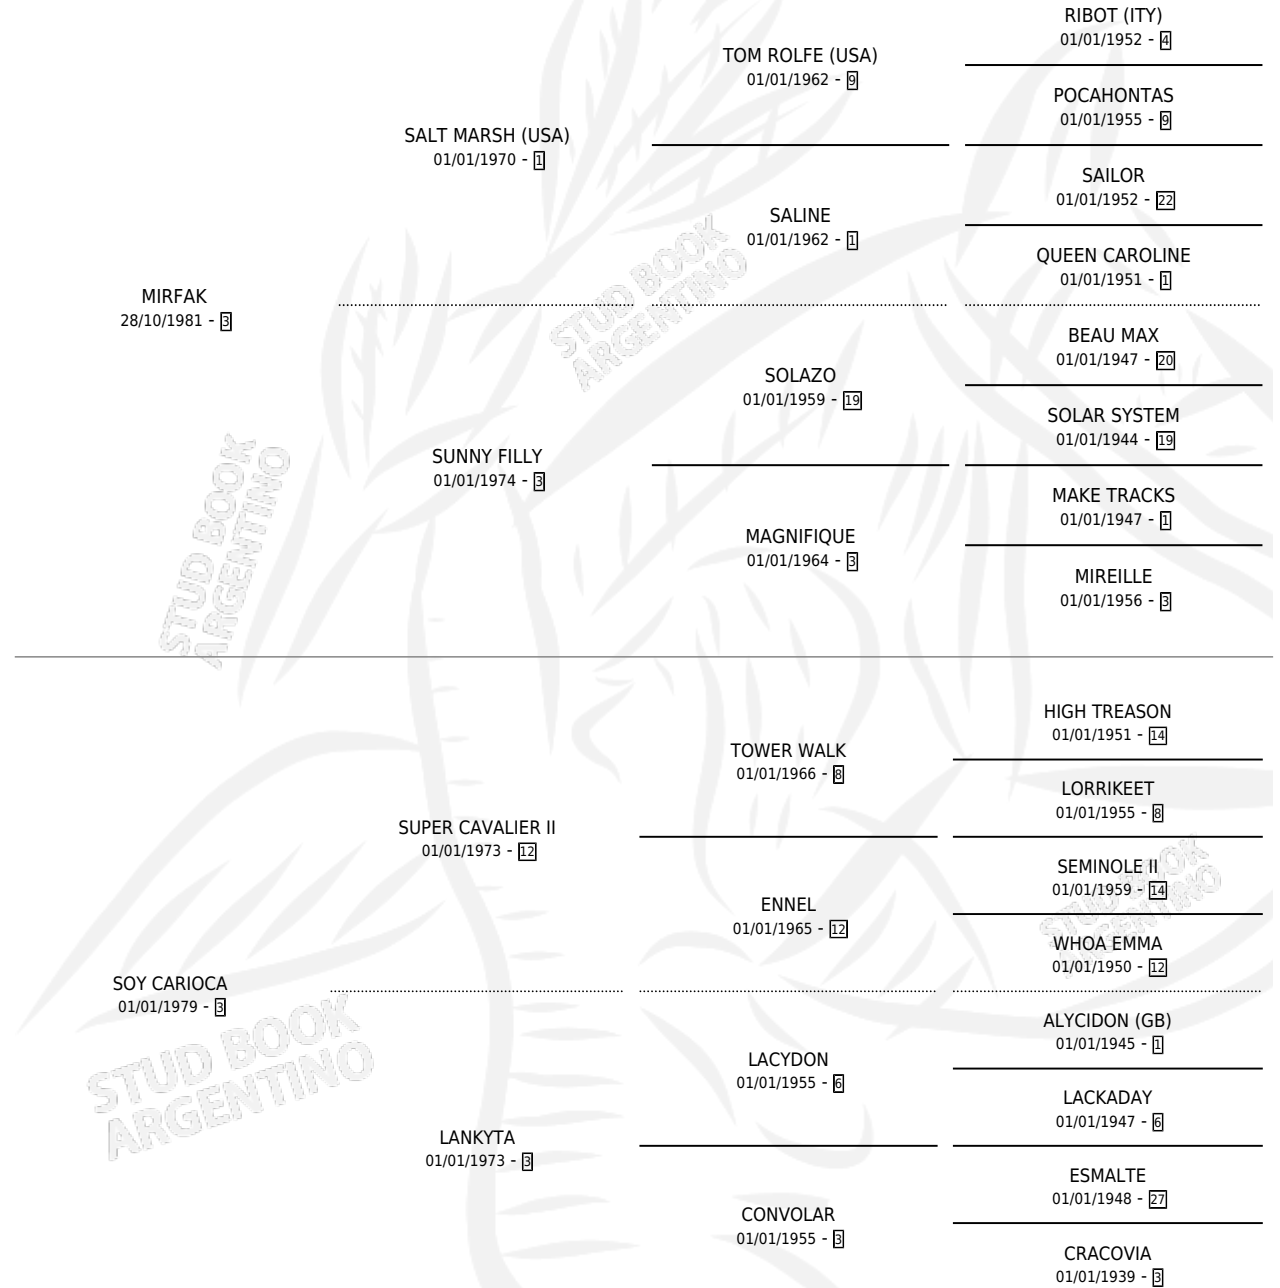 RIBOT (ITY)
01/01/1952 - 4
TOM ROLFE (USA)
01/01/1962 - 9
POCAHONTAS
01/01/1955 - 9
SALT MARSH (USA)
01/01/1970 - 1
SAILOR
01/01/1952 - 22
SALINE
01/01/1962 - 1
QUEEN CAROLINE
01/01/1951 - 1
STUD BOOK
ARGENTINO
MIRFAK
28/10/1981 - 3
BEAU MAX
01/01/1947 - 20
SOLAZO
01/01/1959 - 19
SOLAR SYSTEM
01/01/1944 - 19
SUNNY FILLY
01/01/1974 - 3
MAKE TRACKS
01/01/1947 - 1
MAGNIFIQUE
01/01/1964 - 3
MIREILLE
01/01/1956 - 3
STUD BOOK
ARGENTINO
HIGH TREASON
01/01/1951 - 14
TOWER WALK
01/01/1966 - 8
LORRIKEET
01/01/1955 - 8
SUPER CAVALIER II
01/01/1973 - 12
SEMINOLE II
01/01/1959 - 14
ENNEL
01/01/1965 - 12
WHOA EMMA
01/01/1950 - 12
STUD BOOK
ARGENTINO
SOY CARIOCA
01/01/1979 - 3
ALYCIDON (GB)
01/01/1945 - 1
LACYDON
01/01/1955 - 6
LACKADAY
01/01/1947 - 6
STUD BOOK
ARGENTINO
LANKYTA
01/01/1973 - 3
ESMALTE
01/01/1948 - 27
CONVOLAR
01/01/1955 - 3
CRACOVIA
01/01/1939 - 3